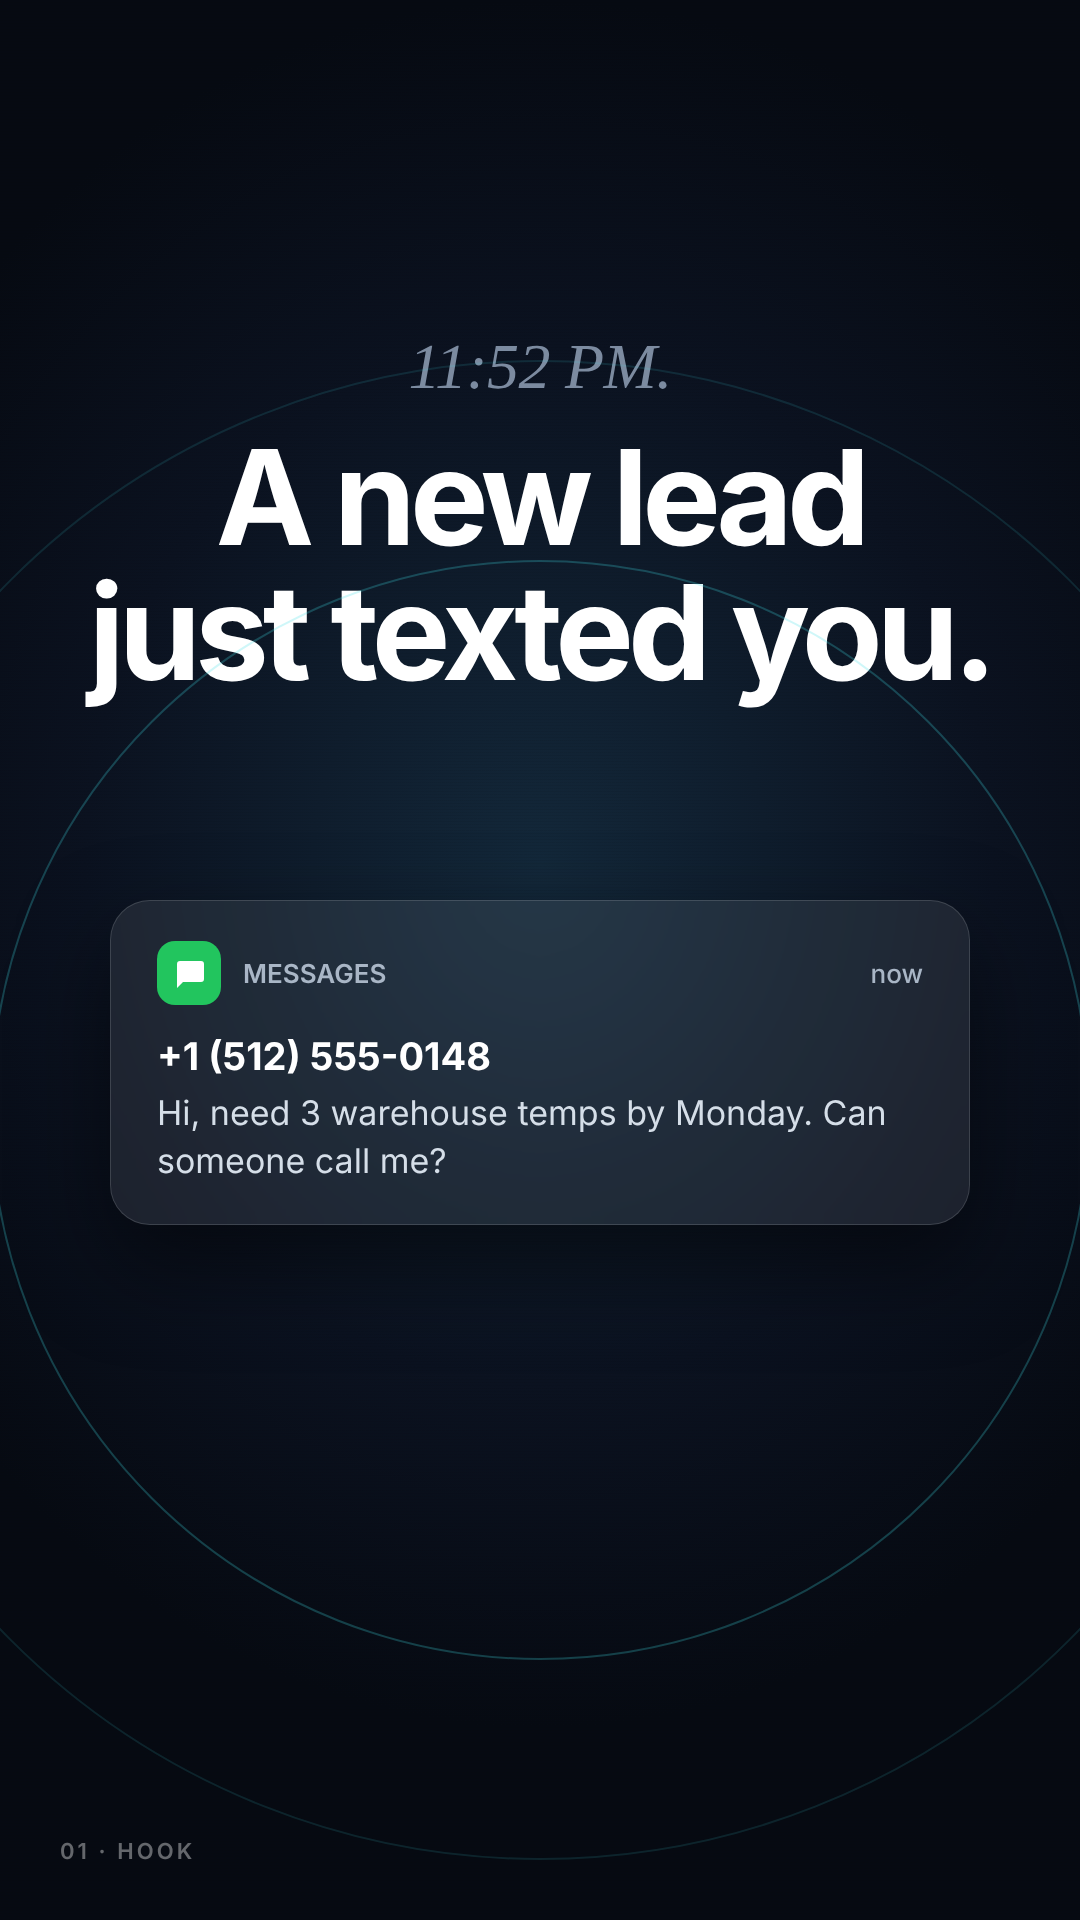 11:52 PM.
A new lead
just texted you.
MESSAGES
now
+1 (512) 555-0148
Hi, need 3 warehouse temps by Monday. Can
someone call me?
01 · HOOK